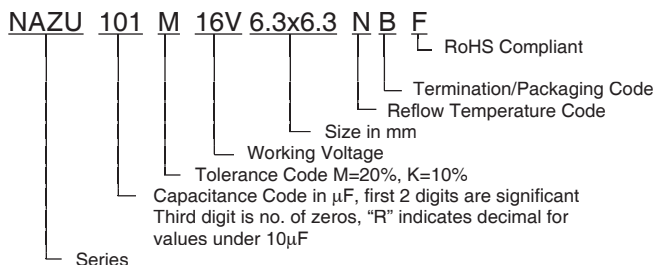 NAZU 101 M 16V 6.3x6.3 N B F
RoHS Compliant
Termination/Packaging Code
Reflow Temperature Code
Size in mm
Working Voltage
Tolerance Code M=20%, K=10%
Capacitance Code in μF, first 2 digits are significant
Third digit is no. of zeros, “R” indicates decimal for
values under 10μF
Series